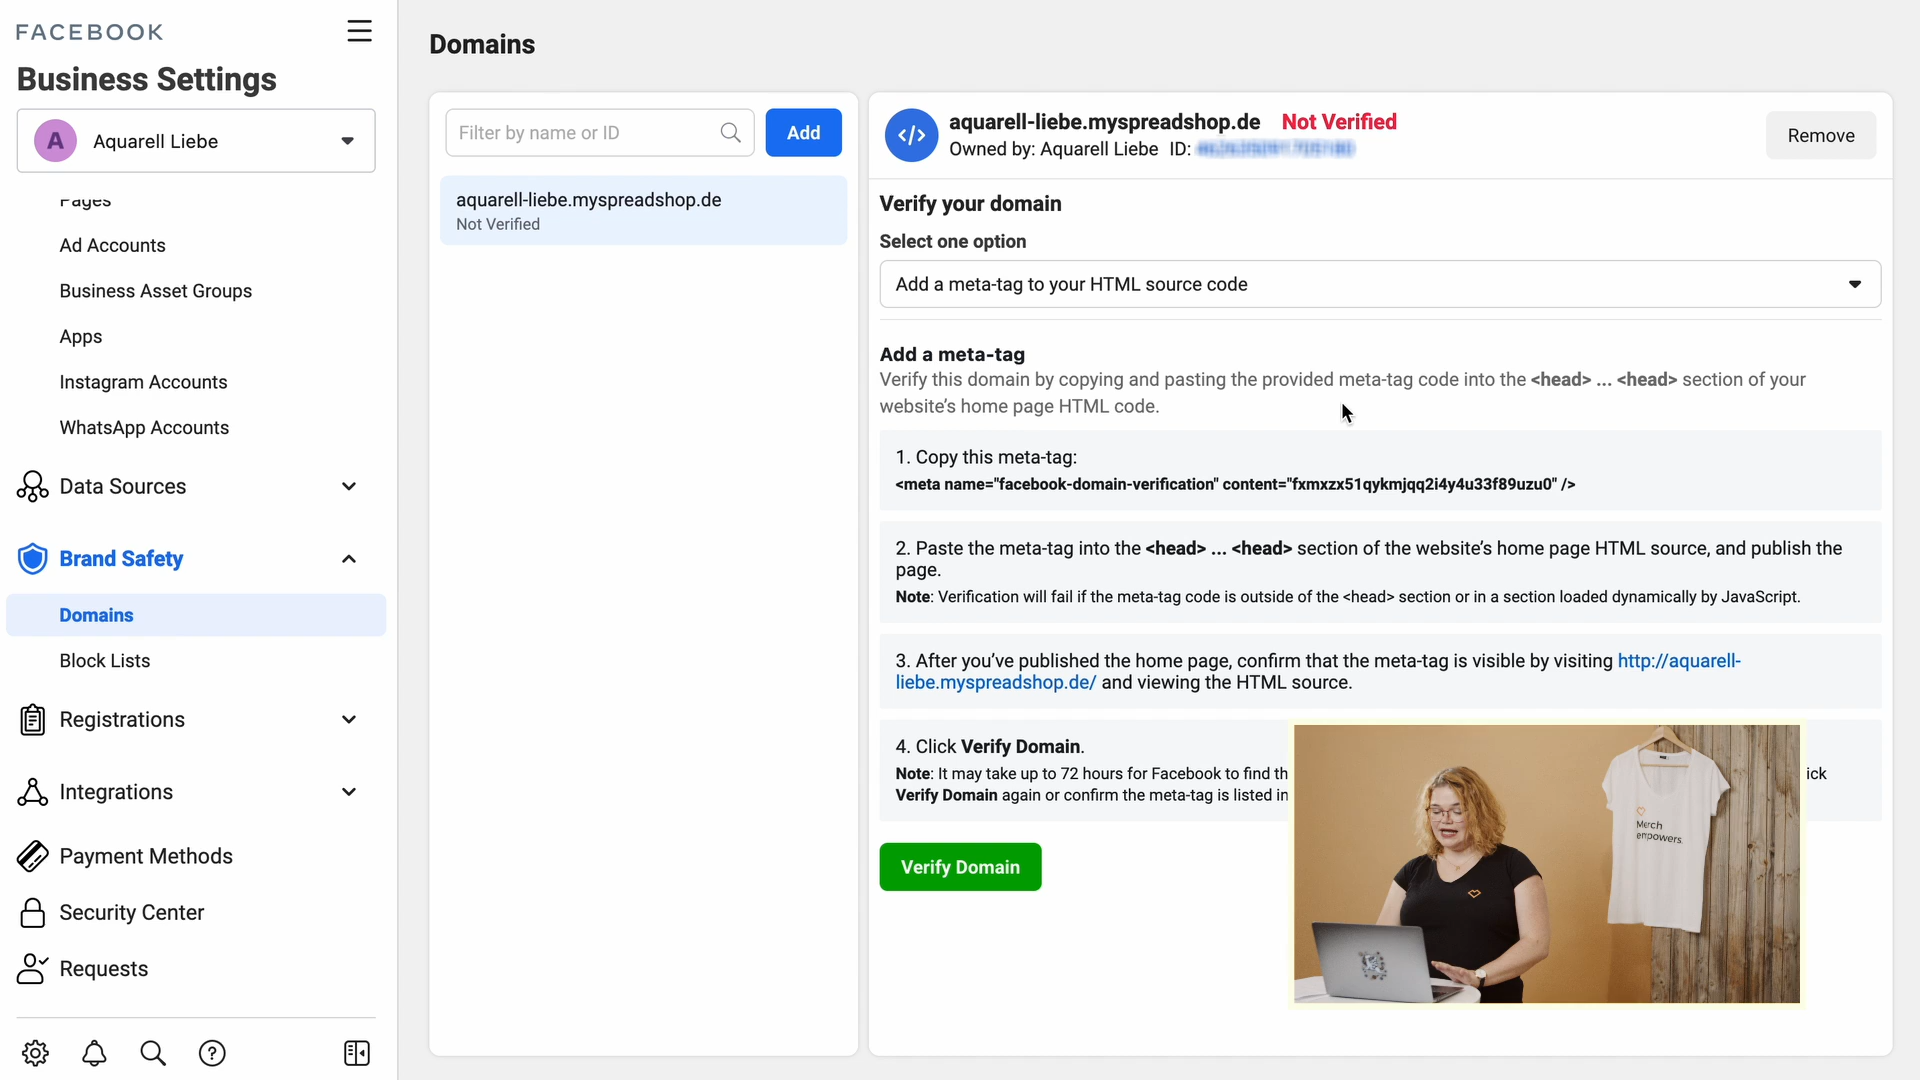 FACEBOOK
Business Settings
A
Aquarell Liebe
Pages
Ad Accounts
Business Asset Groups
Apps
Instagram Accounts
WhatsApp Accounts
Data Sources
Brand Safety
Domains
Block Lists
Registrations
Integrations
Payment Methods
Security Center
Requests
Domains
Filter by name or ID
Add
aquarell-liebe.myspreadshop.de
Not Verified
</>
aquarell-liebe.myspreadshop.de Not Verified
Owned by: Aquarell Liebe ID:
Remove
Verify your domain
Select one option
Add a meta-tag to your HTML source code
Add a meta-tag
Verify this domain by copying and pasting the provided meta-tag code into the <head> ... <head> section of your
website's home page HTML code.
1. Copy this meta-tag:
<meta name="facebook-domain-verification" content="fxmxzx51qykmjqq2i4y4u33f89uzu0" />
2. Paste the meta-tag into the <head> ... <head> section of the website's home page HTML source, and publish the
page.
Note: Verification will fail if the meta-tag code is outside of the <head> section or in a section loaded dynamically by JavaScript.
3. After you've published the home page, confirm that the meta-tag is visible by visiting http://aquarell-
liebe.myspreadshop.de/ and viewing the HTML source.
4. Click Verify Domain.
Note: It may take up to 72 hours for Facebook to find th ick
Verify Domain again or confirm the meta-tag is listed in
Verify Domain
Merch
empowers.